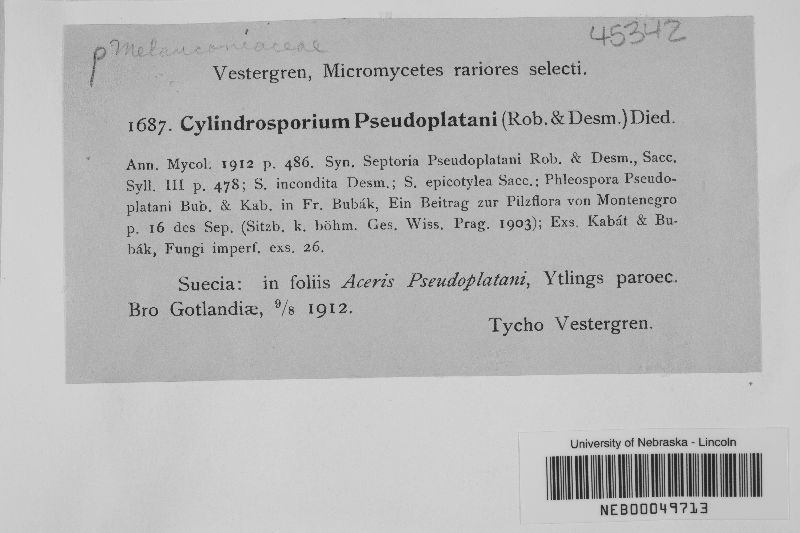 p Melanconiaceae
45342
Vestergren, Micromycetes rariores selecti.
1687. Cylindrosporium Pseudoplatani (Rob. & Desm.) Died.
Ann. Mycol. 1912 p. 486. Syn. Septoria Pseudoplatani Rob. & Desm., Sacc.
Syll. III p. 478; S. incondita Desm.; S. epicotylea Sacc.; Phleospora Pseudo-
platani Bub. & Kab. in Fr. Bubák, Ein Beitrag zur Pilzflora von Montenegro
p. 16 des Sep. (Sitzb. k. böhm. Ges. Wiss. Prag. 1903); Exs. Kabát & Bu-
bák, Fungi imperf. exs. 26.
Suecia: in foliis Aceris Pseudoplatani, Ytlings paroec.
Bro Gotlandiæ, 9/8 1912.
Tycho Vestergren.
University of Nebraska - Lincoln
NEB00049713